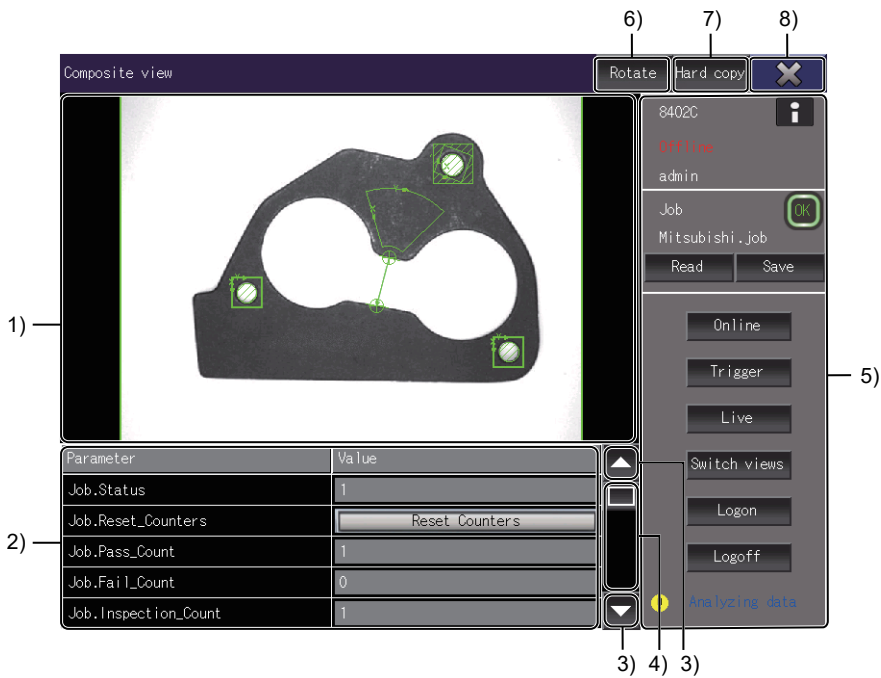 6) 7) 8)
Composite view Rotate Hard copy
8402C
Offline
admin
Job OK
Mitsubishi.job
Read Save
1)
Online
Trigger
5)
Live
Parameter Value
Switch views
Job.Status 1
Job.Reset_Counters Reset Counters
Logon
2)
Job.Pass_Count 1
Logoff
Job.Fail_Count 0
Analyzing data
Job.Inspection_Count 1
3) 4) 3)